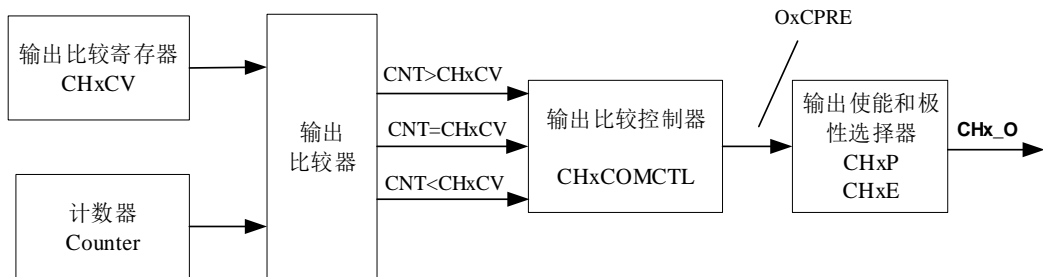 OxCPRE
输出比较寄存器
CHxCV
计数器
Counter
输出
比较器
CNT>CHxCV
CNT=CHxCV
CNT<CHxCV
输出比较控制器
CHxCOMCTL
输出使能和极
性选择器
CHxP
CHxE
CHx_O